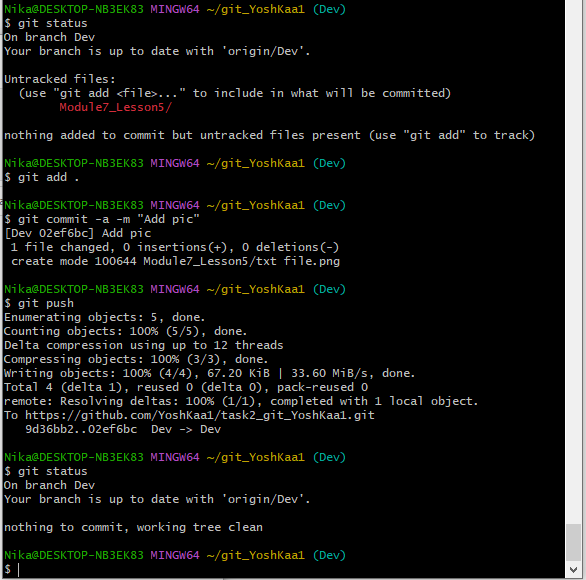 Nika@DESKTOP-NB3EK83 MINGW64 ~/git_YoshKaa1 (Dev)
$ git status
On branch Dev
Your branch is up to date with 'origin/Dev'.

Untracked files:
  (use "git add <file>..." to include in what will be committed)
        Module7_Lesson5/

nothing added to commit but untracked files present (use "git add" to track)

Nika@DESKTOP-NB3EK83 MINGW64 ~/git_YoshKaa1 (Dev)
$ git add .

Nika@DESKTOP-NB3EK83 MINGW64 ~/git_YoshKaa1 (Dev)
$ git commit -a -m "Add pic"
[Dev 02ef6bc] Add pic
 1 file changed, 0 insertions(+), 0 deletions(-)
 create mode 100644 Module7_Lesson5/txt file.png

Nika@DESKTOP-NB3EK83 MINGW64 ~/git_YoshKaa1 (Dev)
$ git push
Enumerating objects: 5, done.
Counting objects: 100% (5/5), done.
Delta compression using up to 12 threads
Compressing objects: 100% (3/3), done.
Writing objects: 100% (4/4), 67.20 KiB | 33.60 MiB/s, done.
Total 4 (delta 1), reused 0 (delta 0), pack-reused 0
remote: Resolving deltas: 100% (1/1), completed with 1 local object.
To https://github.com/YoshKaa1/task2_git_YoshKaa1.git
   9d36bb2..02ef6bc  Dev -> Dev

Nika@DESKTOP-NB3EK83 MINGW64 ~/git_YoshKaa1 (Dev)
$ git status
On branch Dev
Your branch is up to date with 'origin/Dev'.

nothing to commit, working tree clean

Nika@DESKTOP-NB3EK83 MINGW64 ~/git_YoshKaa1 (Dev)
$